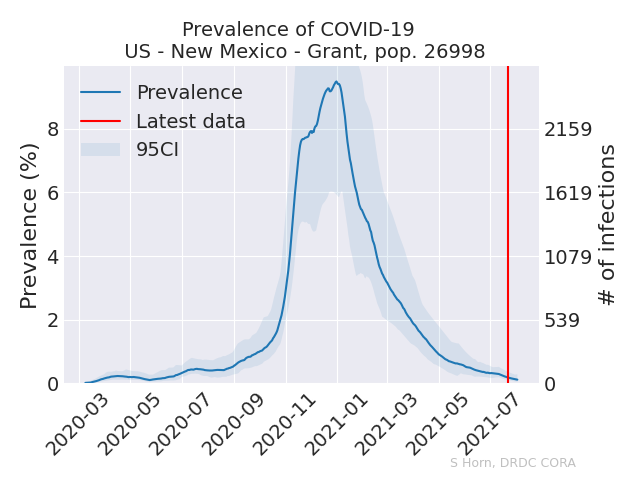 Prevalence of COVID-19
US - New Mexico - Grant, pop. 26998
Prevalence
Latest data
95CI
Prevalence (%)
8
6
4
2
0
2159
1619
1079
539
0
# of infections
2020-03
2020-05
2020-07
2020-09
2020-11
2021-01
2021-03
2021-05
2021-07
S Horn, DRDC CORA